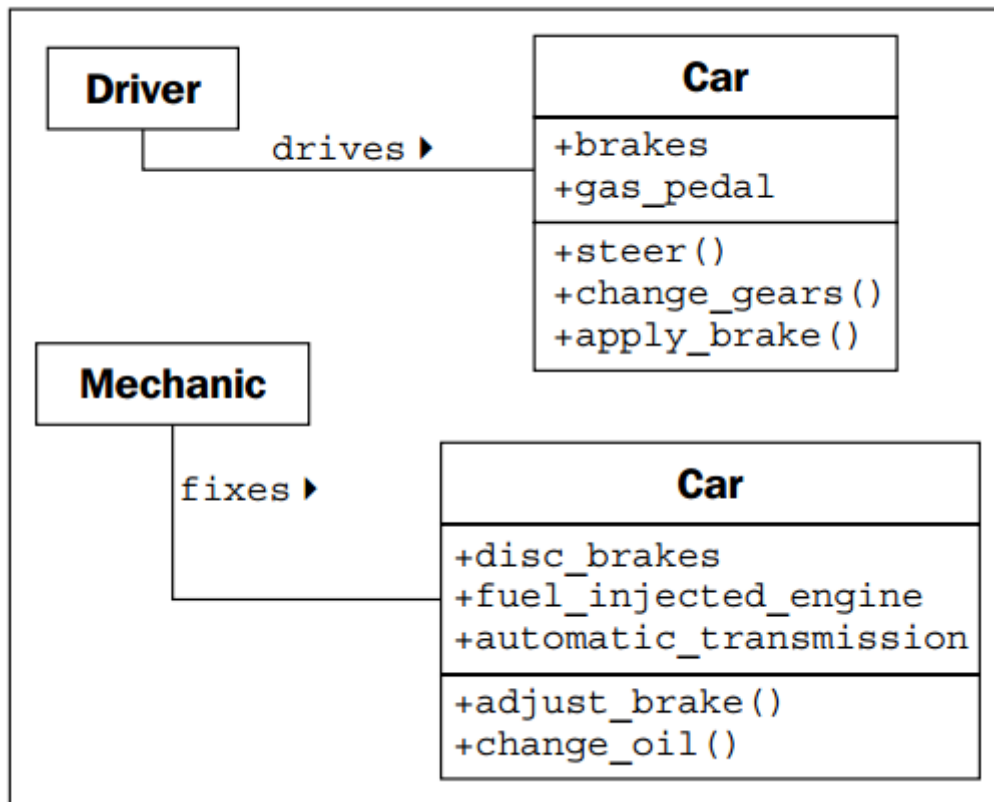 Driver
drives
Car
+brakes
+gas_pedal
+steer()
+change_gears()
+apply_brake()
Mechanic
fixes
Car
+disc_brakes
+fuel_injected_engine
+automatic_transmission
+adjust_brake()
+change_oil()